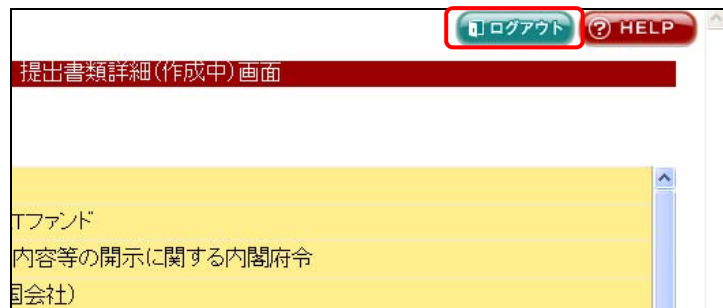 ログアウト ? HELP
提出書類詳細(作成中)画面
Tファンド
内容等の開示に関する内閣府令
国会社)